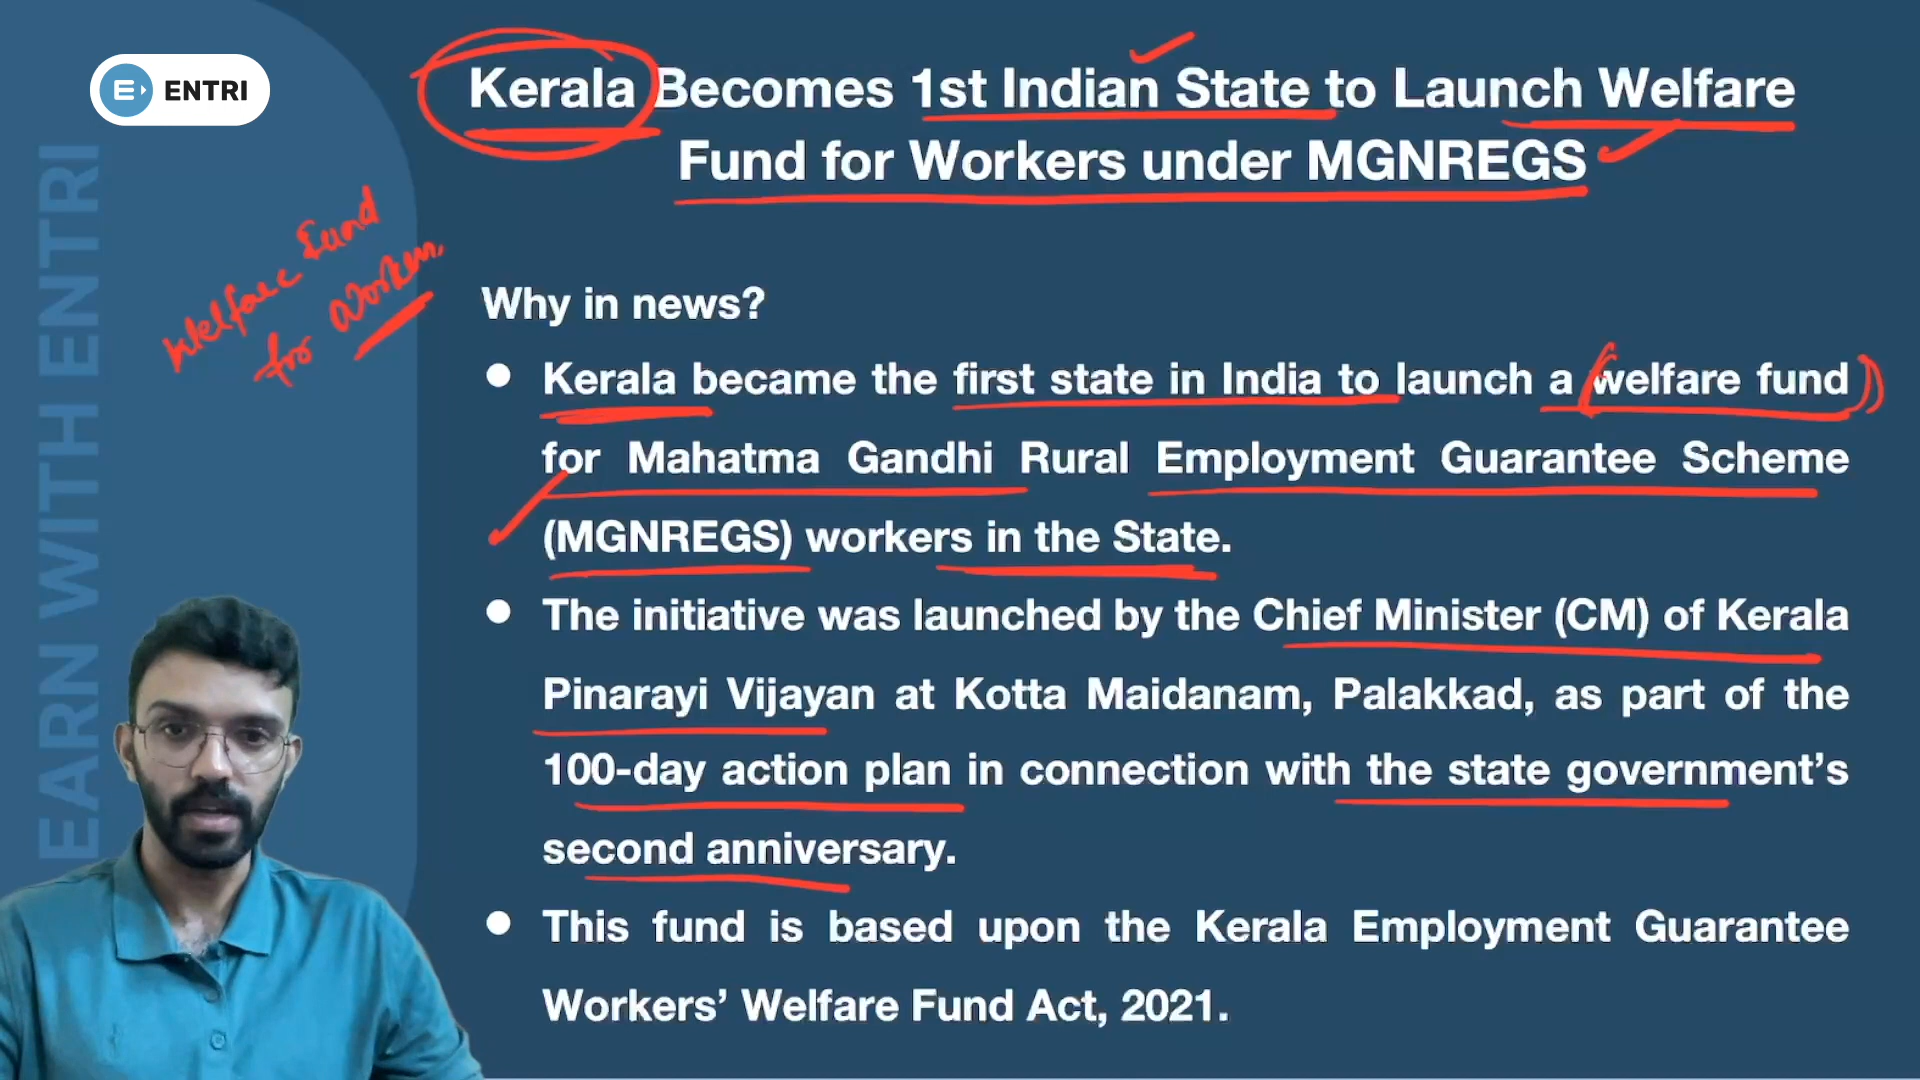 ENTRI
EARN WITH ENTRI
Kerala Becomes 1st Indian State to Launch Welfare
Fund for Workers under MGNREGS
Welfare Fund
for Workers
Why in news?
● Kerala became the first state in India to launch a welfare fund
for Mahatma Gandhi Rural Employment Guarantee Scheme
(MGNREGS) workers in the State.
● The initiative was launched by the Chief Minister (CM) of Kerala
Pinarayi Vijayan at Kotta Maidanam, Palakkad, as part of the
100-day action plan in connection with the state government’s
second anniversary.
● This fund is based upon the Kerala Employment Guarantee
Workers’ Welfare Fund Act, 2021.